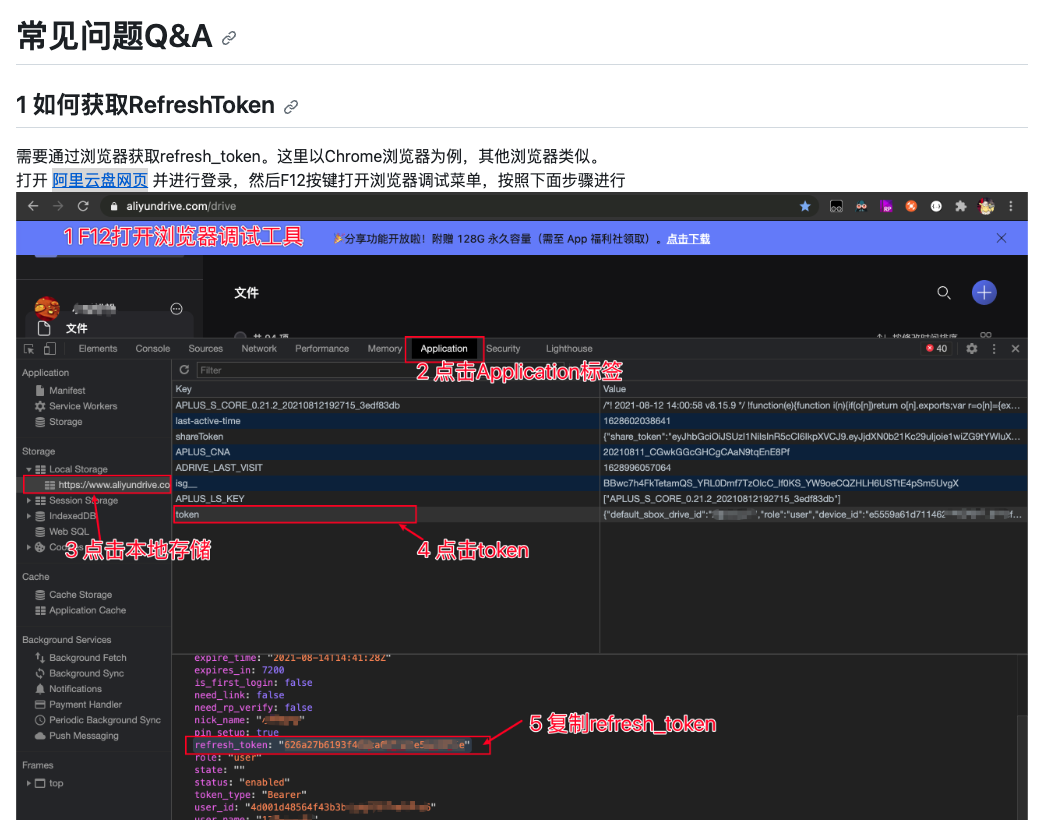 常见问题Q&A
1 如何获取RefreshToken
需要通过浏览器获取refresh_token。这里以Chrome浏览器为例，其他浏览器类似。
打开 阿里云盘网页 并进行登录，然后F12按键打开浏览器调试菜单，按照下面步骤进行
aliyundrive.com/drive
1 F12打开浏览器调试工具
🎉分享功能开放啦！附赠 128G 永久容量（需至 App 福利社领取）。点击下载
文件
文件
Elements Console Sources Network Performance Memory Application Security Lighthouse 40
2 点击Application标签
Application
Manifest
Service Workers
Storage
Storage
Local Storage
https://www.aliyundrive.co
Session Storage
IndexedDB
Web SQL
3 点击本地存储
Cache
Cache Storage
Application Cache
Background Services
Background Fetch
Background Sync
Notifications
Payment Handler
Periodic Background Sync
Push Messaging
Frames
top
Filter
Key Value
APLUS_S_CORE_0.21.2_20210812192715_3edf83db /*! 2021-08-12 14:00:58 v8.15.9 */ !function(e){function i(n){if(o[n])return o[n].exports;var r=o[n]={ex...
last-active-time 1628602038641
shareToken {"share_token":
APLUS_CNA 20210811_CGwkGGcGHCgCAaN9tqEnE8Pf
ADRIVE_LAST_VISIT 1628996057064
isg__ BBwc7h4FkTetamQS_YRL0Dmf7TzOIcC_If0KS_YW9oeCQZHLH6USTtE4pSm5UvgX
APLUS_LS_KEY ["APLUS_S_CORE_0.21.2_20210812192715_3edf83db"]
token {"default_sbox_drive_id":" ","role":"user","device_id":"e5559a61d711462
4 点击token
expire_time: "2021-08-14T14:41:28Z"
expires_in: 7200
is_first_login: false
need_link: false
need_rp_verify: false
nick_name: "
pin_setup: true
refresh_token: "626a27b6193f4
5 复制refresh_token
role: "user"
state: ""
status: "enabled"
token_type: "Bearer"
user_id: "4d001d48564f43b3b
user_name: